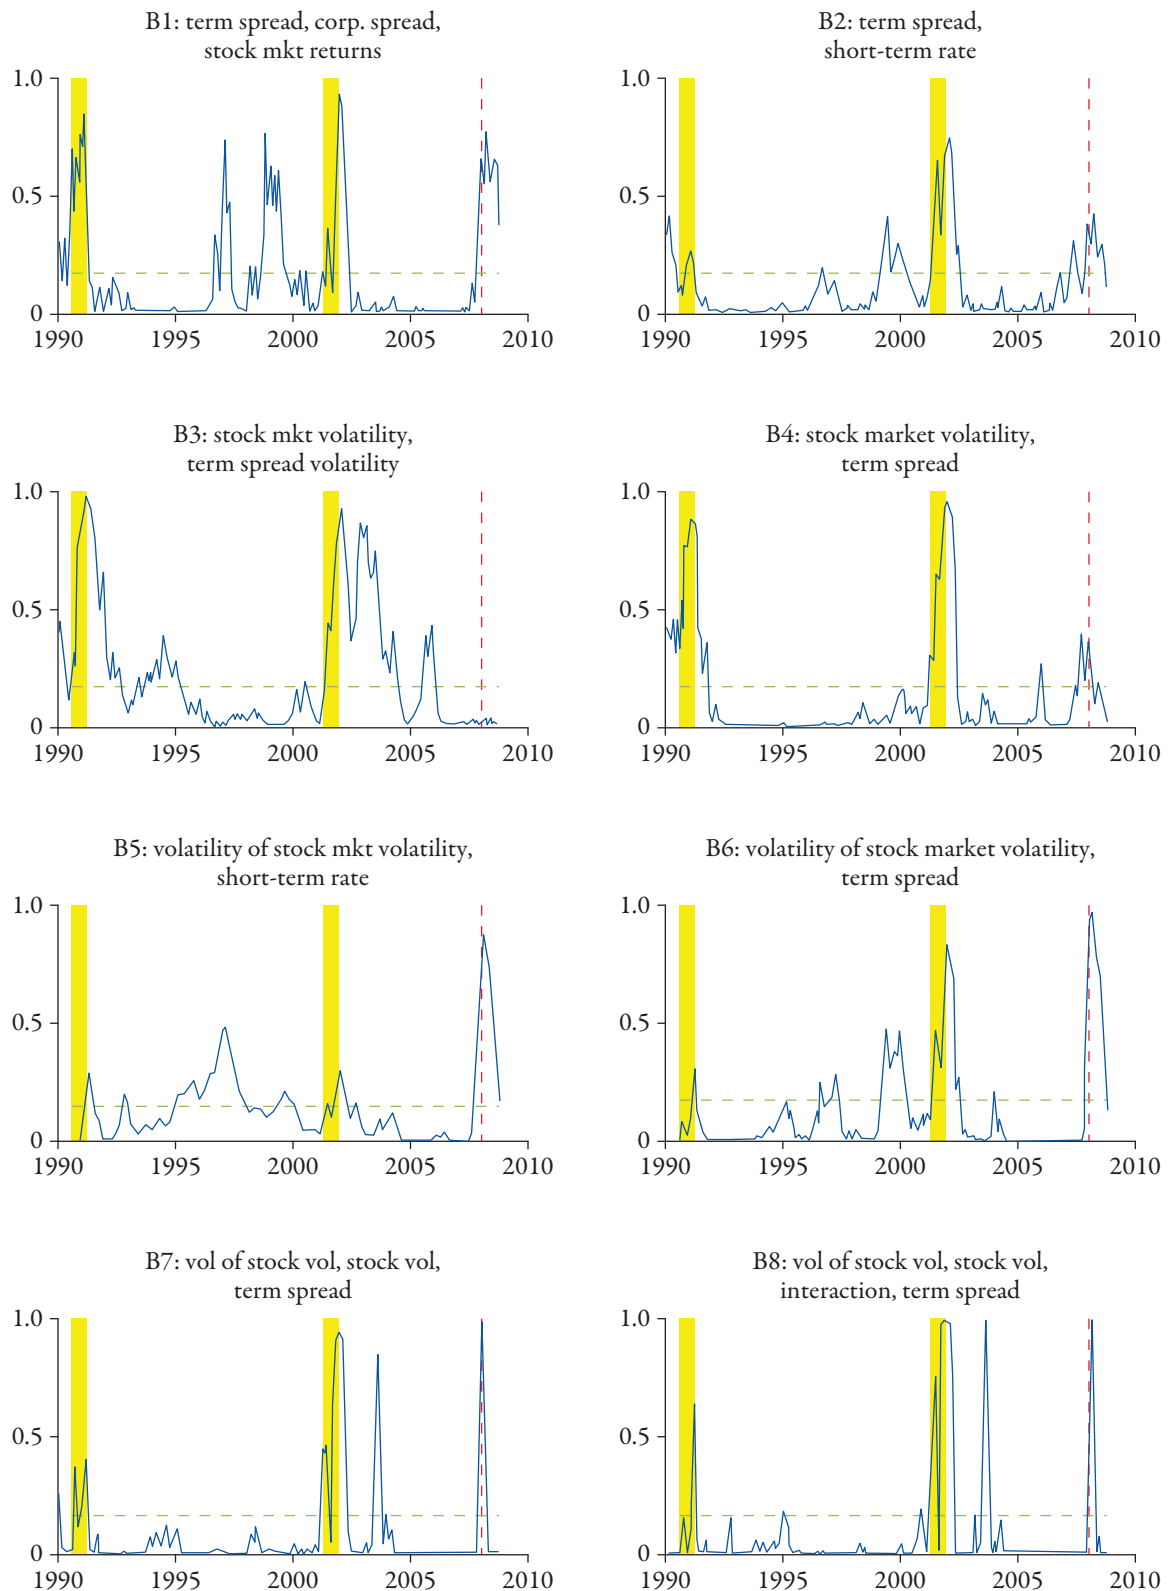 B1: term spread, corp. spread,
stock mkt returns
1.0
0.5
0
1990 1995 2000 2005 2010
B2: term spread,
short-term rate
1.0
0.5
0
1990 1995 2000 2005 2010
B3: stock mkt volatility,
term spread volatility
1.0
0.5
0
1990 1995 2000 2005 2010
B4: stock market volatility,
term spread
1.0
0.5
0
1990 1995 2000 2005 2010
B5: volatility of stock mkt volatility,
short-term rate
1.0
0.5
0
1990 1995 2000 2005 2010
B6: volatility of stock market volatility,
term spread
1.0
0.5
0
1990 1995 2000 2005 2010
B7: vol of stock vol, stock vol,
term spread
1.0
0.5
0
1990 1995 2000 2005 2010
B8: vol of stock vol, stock vol,
interaction, term spread
1.0
0.5
0
1990 1995 2000 2005 2010